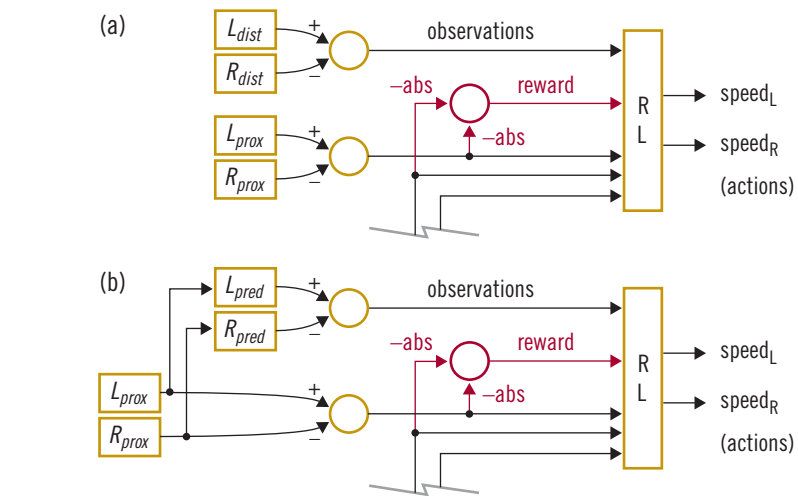 (a)
L_dist
+
observations
R_dist
−
−abs
reward
speed_L
L_prox
+
−abs
R
L
speed_R
R_prox
−
(actions)
(b)
L_pred
+
observations
R_pred
−
−abs
reward
speed_L
L_prox
+
−abs
R
L
speed_R
R_prox
−
(actions)